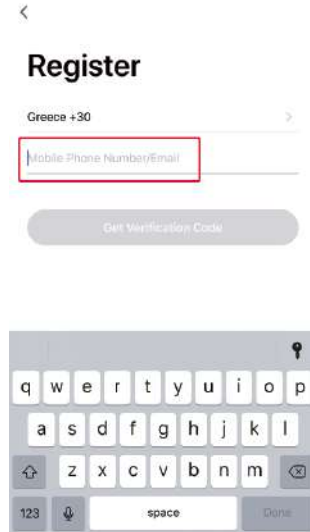 Register
Greece +30
Mobile Phone Number/Email
Get Verification Code
q w e r t y u i o p
a s d f g h j k l
z x c v b n m
123 space Done